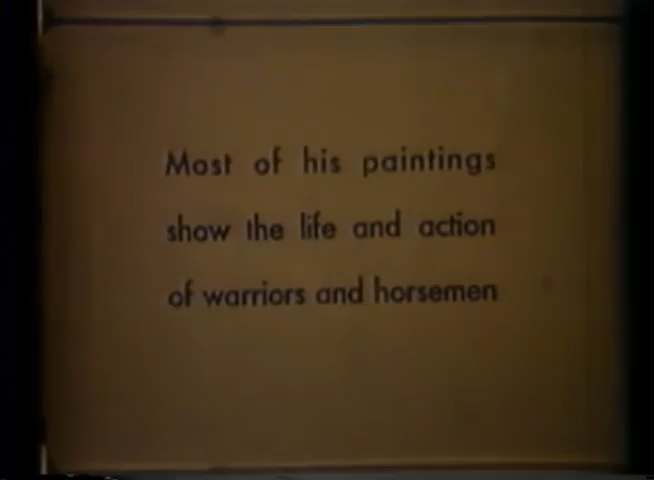 Most of his paintings
show the life and action
of warriors and horsemen